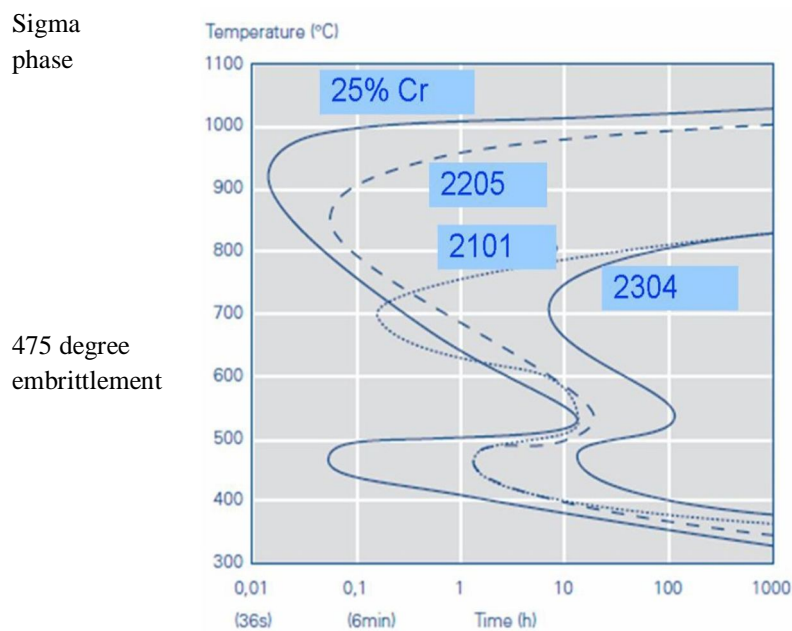 Sigma
phase
475 degree
embrittlement
Temperature (°C)
1100
1000
900
800
700
600
500
400
300
25% Cr
2205
2101
2304
0,01 0,1 1 10 100 1000
(36s) (6min) Time (h)